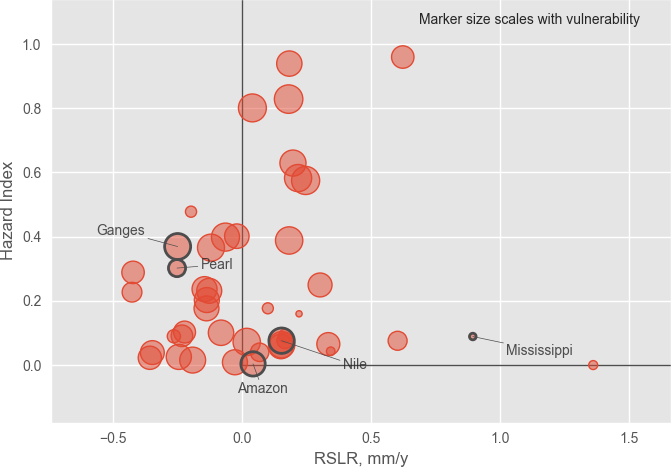 Marker size scales with vulnerability
1.0
0.8
0.6
0.4
0.2
0.0
Hazard Index
Ganges
Pearl
Mississippi
Nile
Amazon
−0.5
0.0
0.5
1.0
1.5
RSLR, mm/y